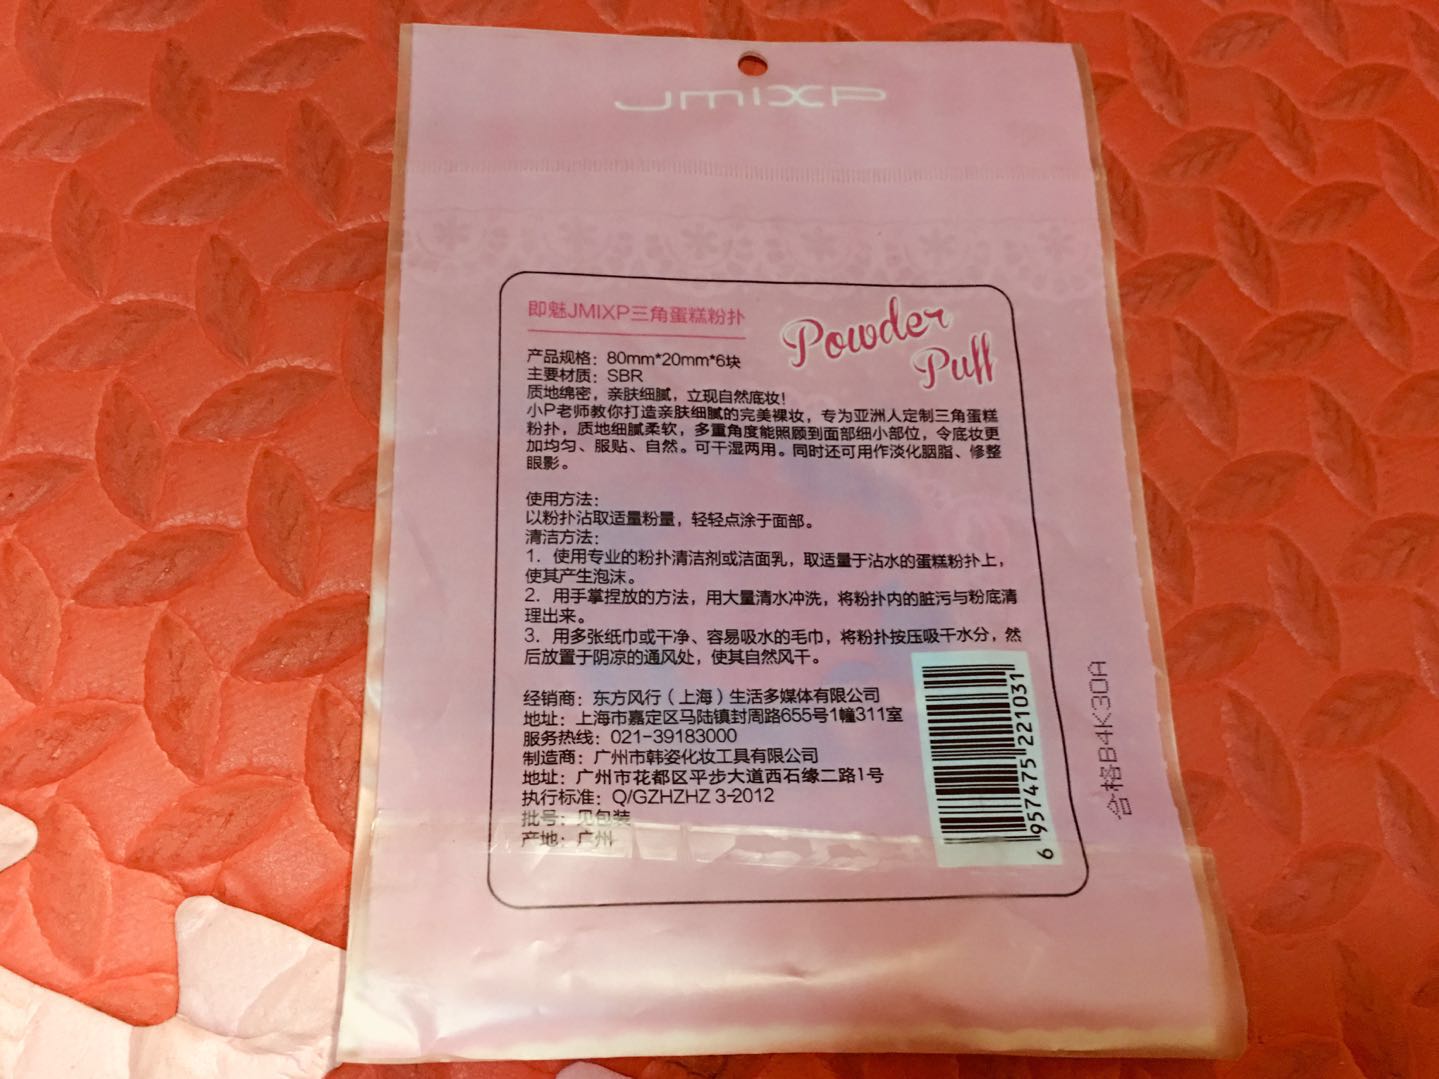 JMIXP
即魅JMIXP三角蛋糕粉扑
Powder
Puff
产品规格：80mm*20mm*6块
主要材质：SBR
质地绵密，亲肤细腻，立现自然底妆！
小P老师教你打造亲肤细腻的完美裸妆，专为亚洲人定制三角蛋糕
粉扑，质地细腻柔软，多重角度能照顾到面部细小部位，令底妆更
加均匀、服贴、自然。可干湿两用。同时还可用作淡化胭脂、修整
眼影。
使用方法：
以粉扑沾取适量粉量，轻轻点涂于面部。
清洁方法：
1．使用专业的粉扑清洁剂或洁面乳，取适量于沾水的蛋糕粉扑上，
使其产生泡沫。
2．用手掌捏放的方法，用大量清水冲洗，将粉扑内的脏污与粉底清
理出来。
3．用多张纸巾或干净、容易吸水的毛巾，将粉扑按压吸干水分，然
后放置于阴凉的通风处，使其自然风干。
经销商：东方风行（上海）生活多媒体有限公司
地址：上海市嘉定区马陆镇封周路655号1幢311室
服务热线：021-39183000
制造商：广州市韩姿化妆工具有限公司
地址：广州市花都区平步大道西石缘二路1号
执行标准：Q/GZHZHZ 3-2012
批号：见包装
产地：广州
6 957475 221031
合格B4K30A